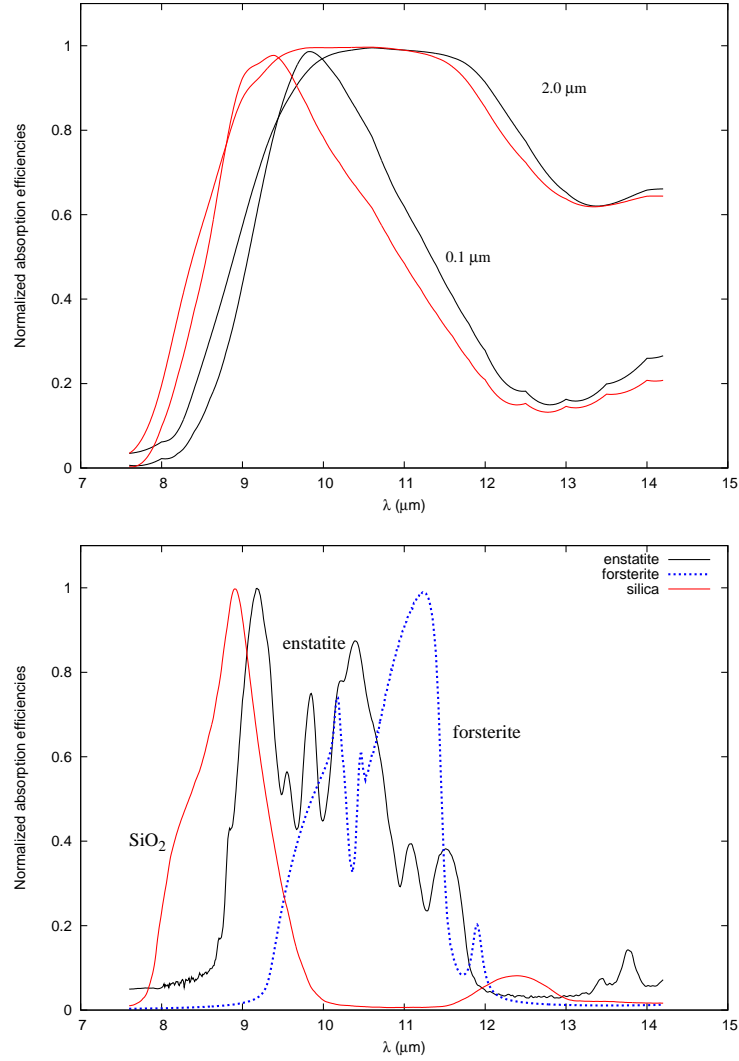 Normalized absorption efficiencies
1
0.8
0.6
0.4
0.2
0
2.0 μm
0.1 μm
7 8 9 10 11 12 13 14 15
λ (μm)
Normalized absorption efficiencies
1
0.8
0.6
0.4
0.2
0
enstatite
forsterite
silica
enstatite
forsterite
SiO2
7 8 9 10 11 12 13 14 15
λ (μm)